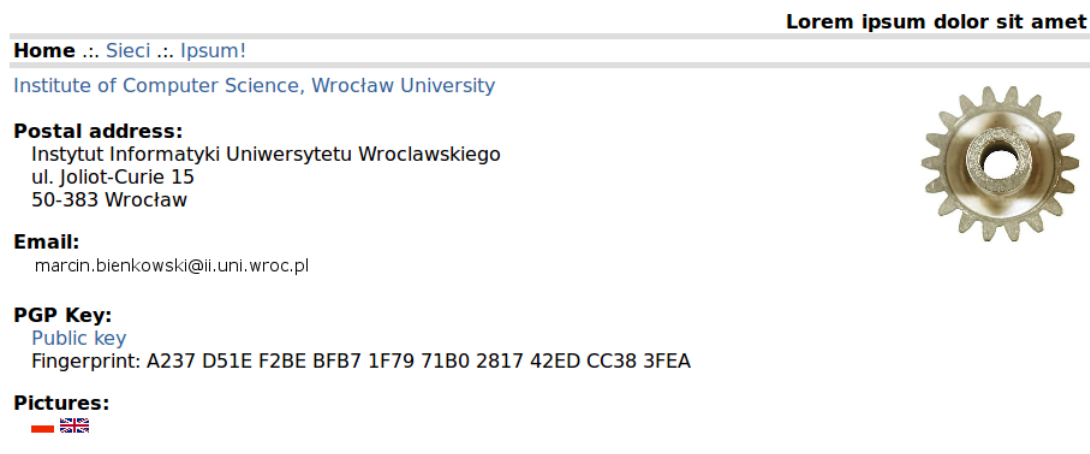 Lorem ipsum dolor sit amet
Home .:. Sieci .:. Ipsum!
Institute of Computer Science, Wrocław University
Postal address:
Instytut Informatyki Uniwersytetu Wroclawskiego
ul. Joliot-Curie 15
50-383 Wrocław
Email:
marcin.bienkowski@ii.uni.wroc.pl
PGP Key:
Public key
Fingerprint: A237 D51E F2BE BFB7 1F79 71B0 2817 42ED CC38 3FEA
Pictures: